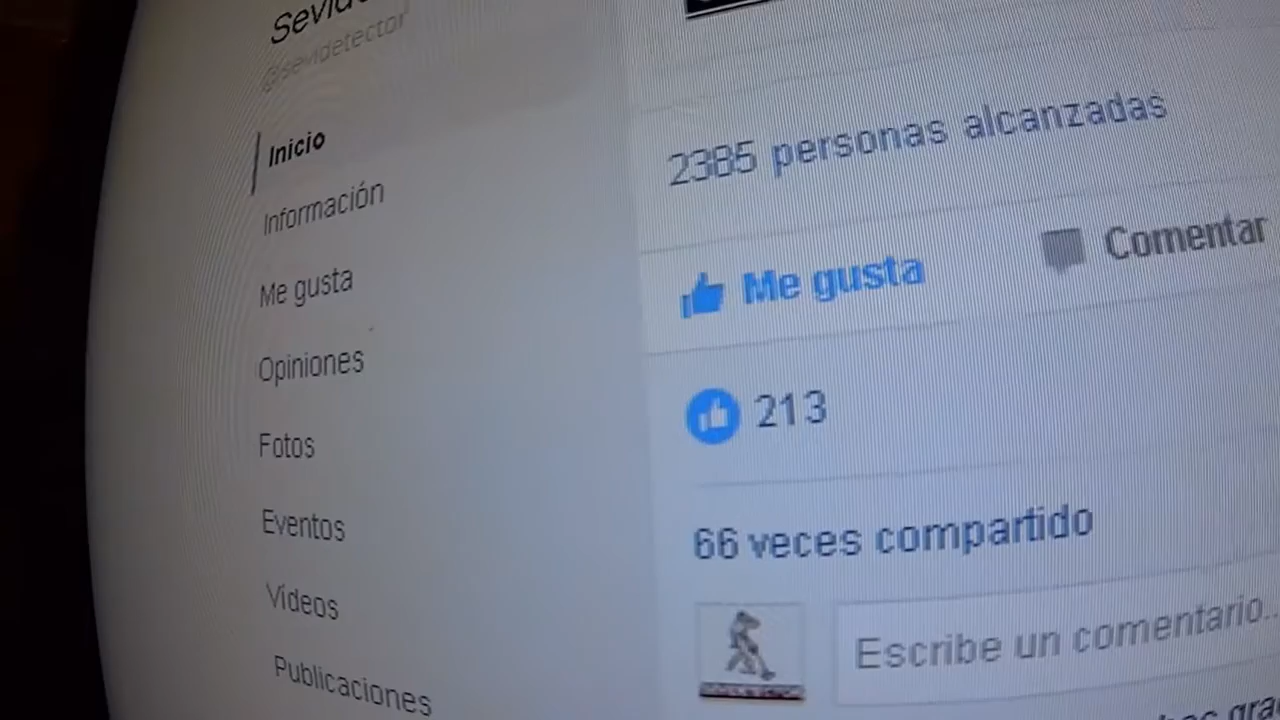 @sevidetector
Inicio
Información
Me gusta
Opiniones
Fotos
Eventos
Vídeos
Publicaciones
2385 personas alcanzadas
Me gusta
Comentar
213
66 veces compartido
Escribe un comentario...